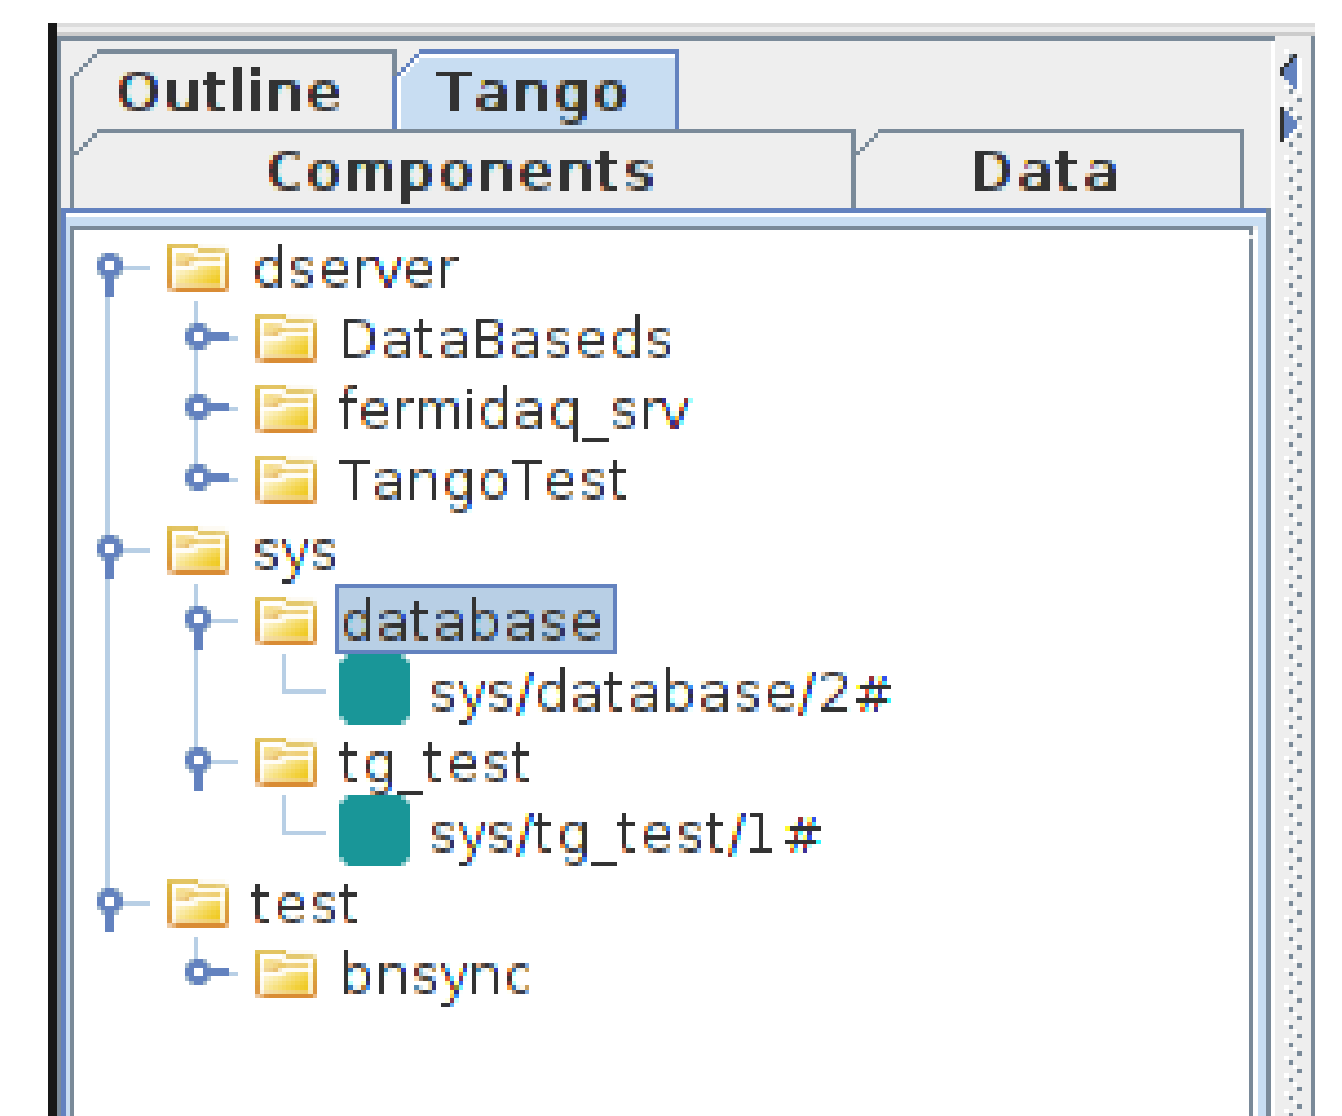 Outline Tango
Components Data
dserver
DataBaseds
fermidaq_srv
TangoTest
sys
database
sys/database/2#
tg_test
sys/tg_test/1#
test
bnsync